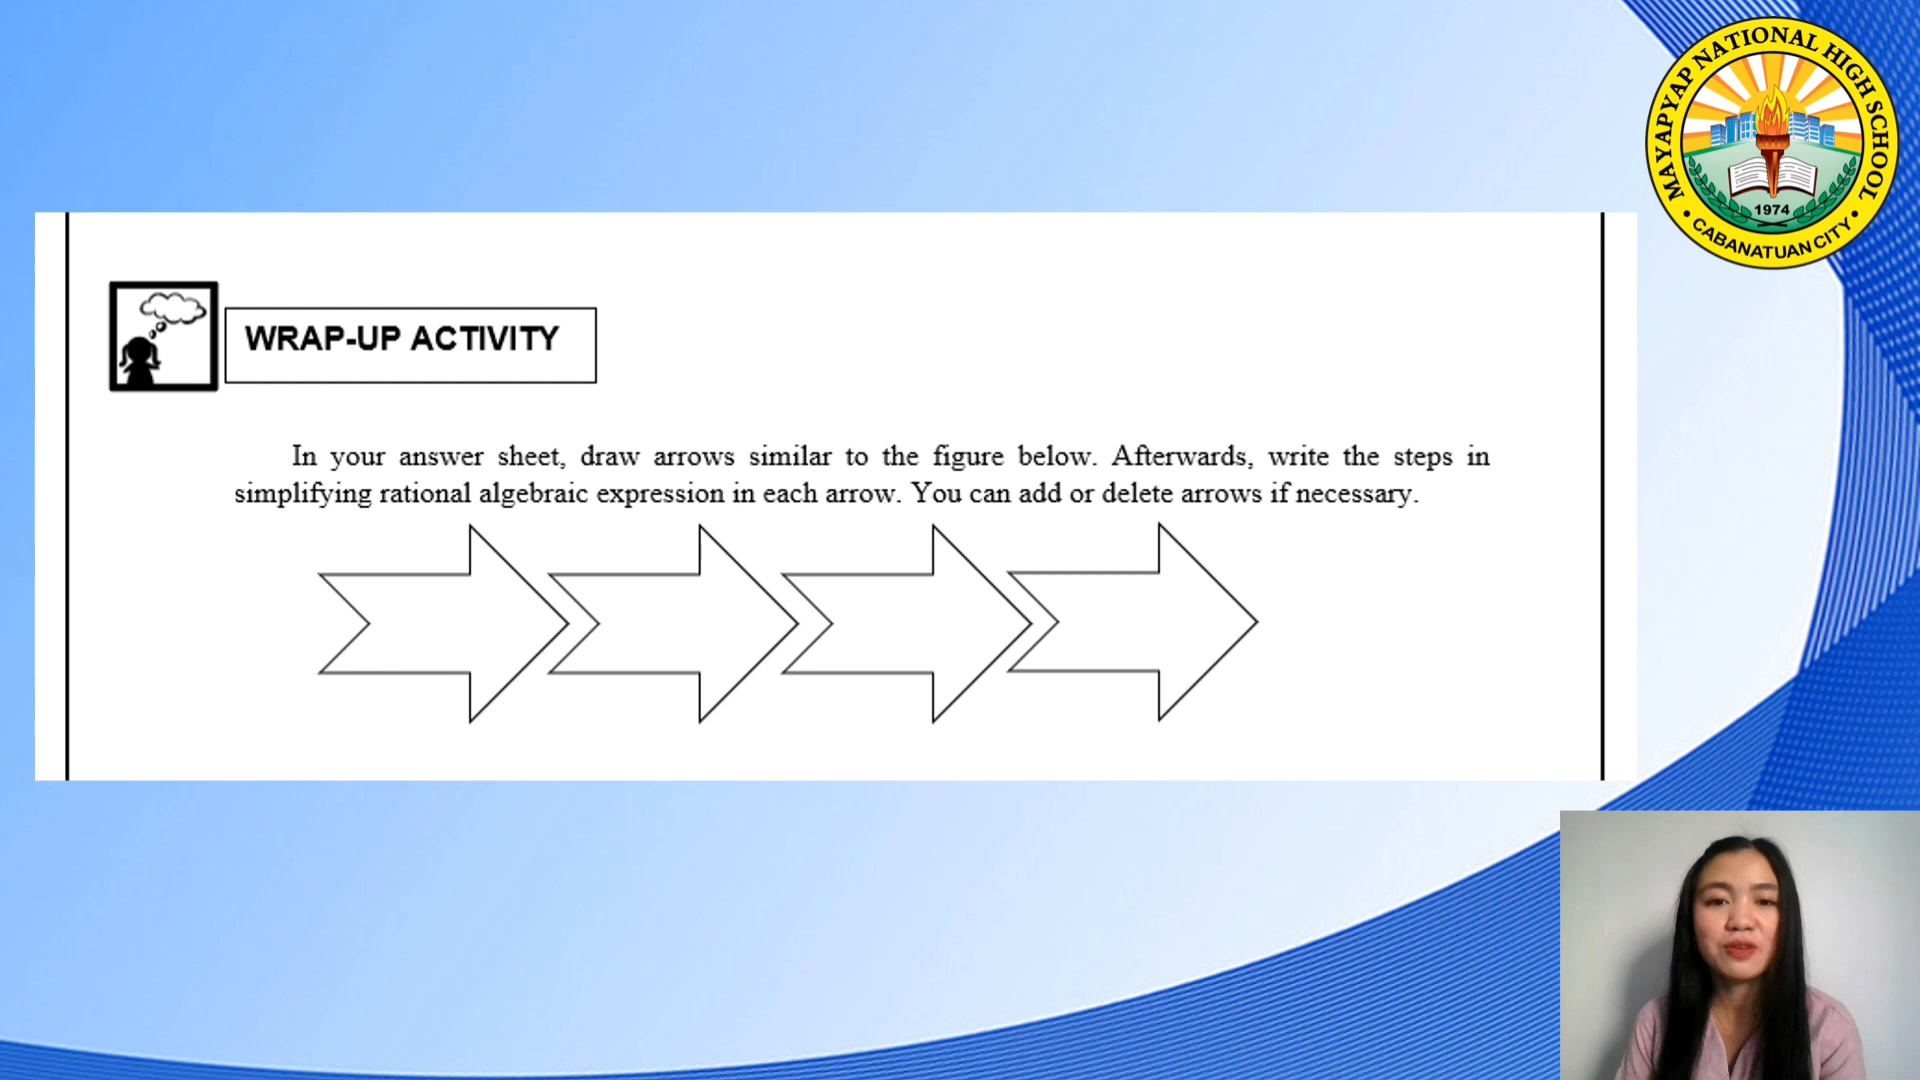 MAYAPYAP NATIONAL HIGH SCHOOL
1974
• CABANATUAN CITY •
WRAP-UP ACTIVITY
In your answer sheet, draw arrows similar to the figure below. Afterwards, write the steps in
simplifying rational algebraic expression in each arrow. You can add or delete arrows if necessary.